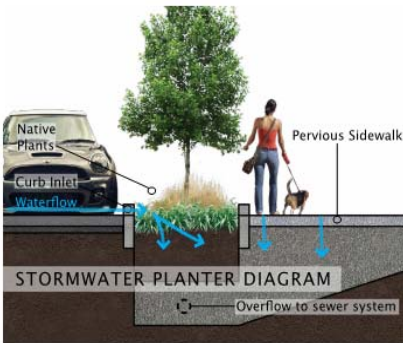 Native
Plants
Pervious Sidewalk
Curb Inlet
Waterflow
STORMWATER PLANTER DIAGRAM
Overflow to sewer system